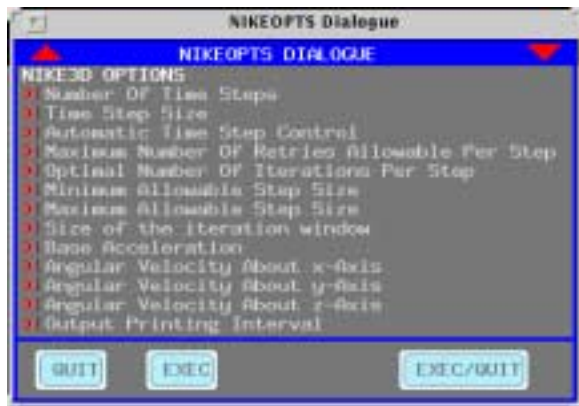 NIKEOPTS Dialogue
NIKEOPTS DIALOGUE
NIKE3D OPTIONS
Number Of Time Steps
Time Step Size
Automatic Time Step Control
Maximum Number Of Retries Allowable Per Step
Optimal Number Of Iterations Per Step
Minimum Allowable Step Size
Maximum Allowable Step Size
Size of the iteration window
Base Acceleration
Angular Velocity About x-Axis
Angular Velocity About y-Axis
Angular Velocity About z-Axis
Output Printing Interval
QUIT EXEC EXEC/QUIT